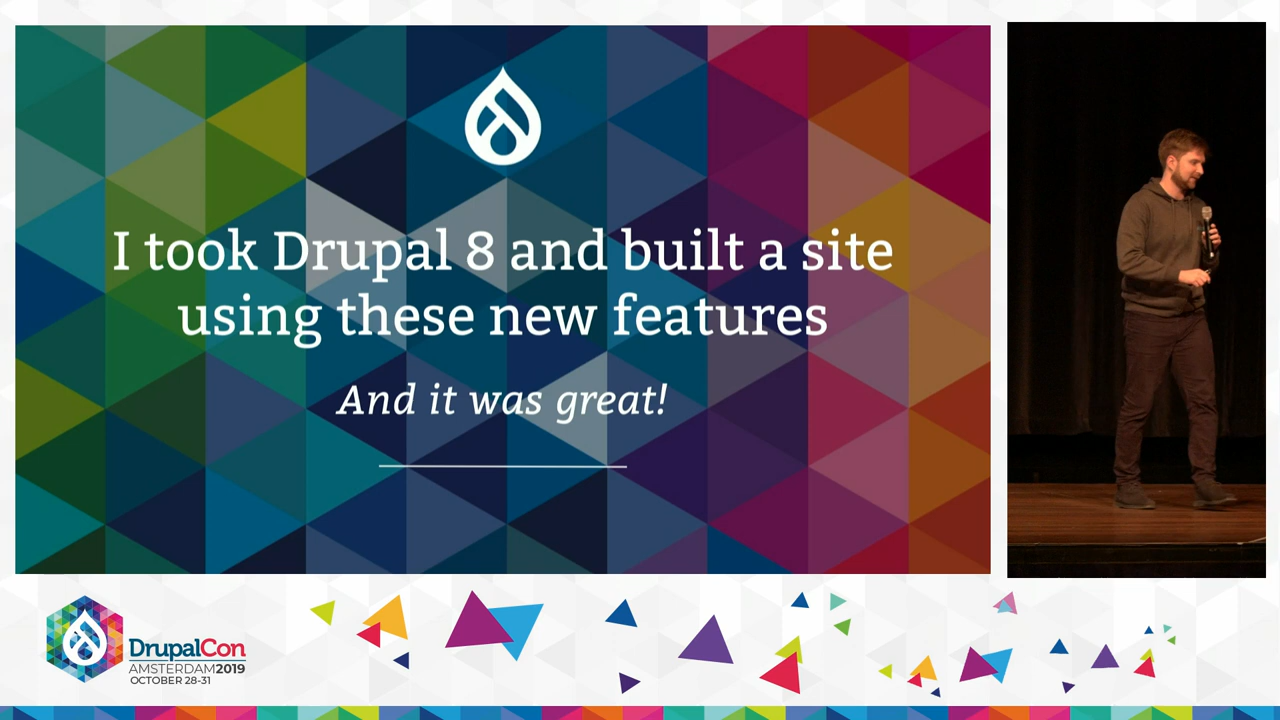 I took Drupal 8 and built a site
using these new features
And it was great!
DrupalCon
AMSTERDAM2019
OCTOBER 28-31